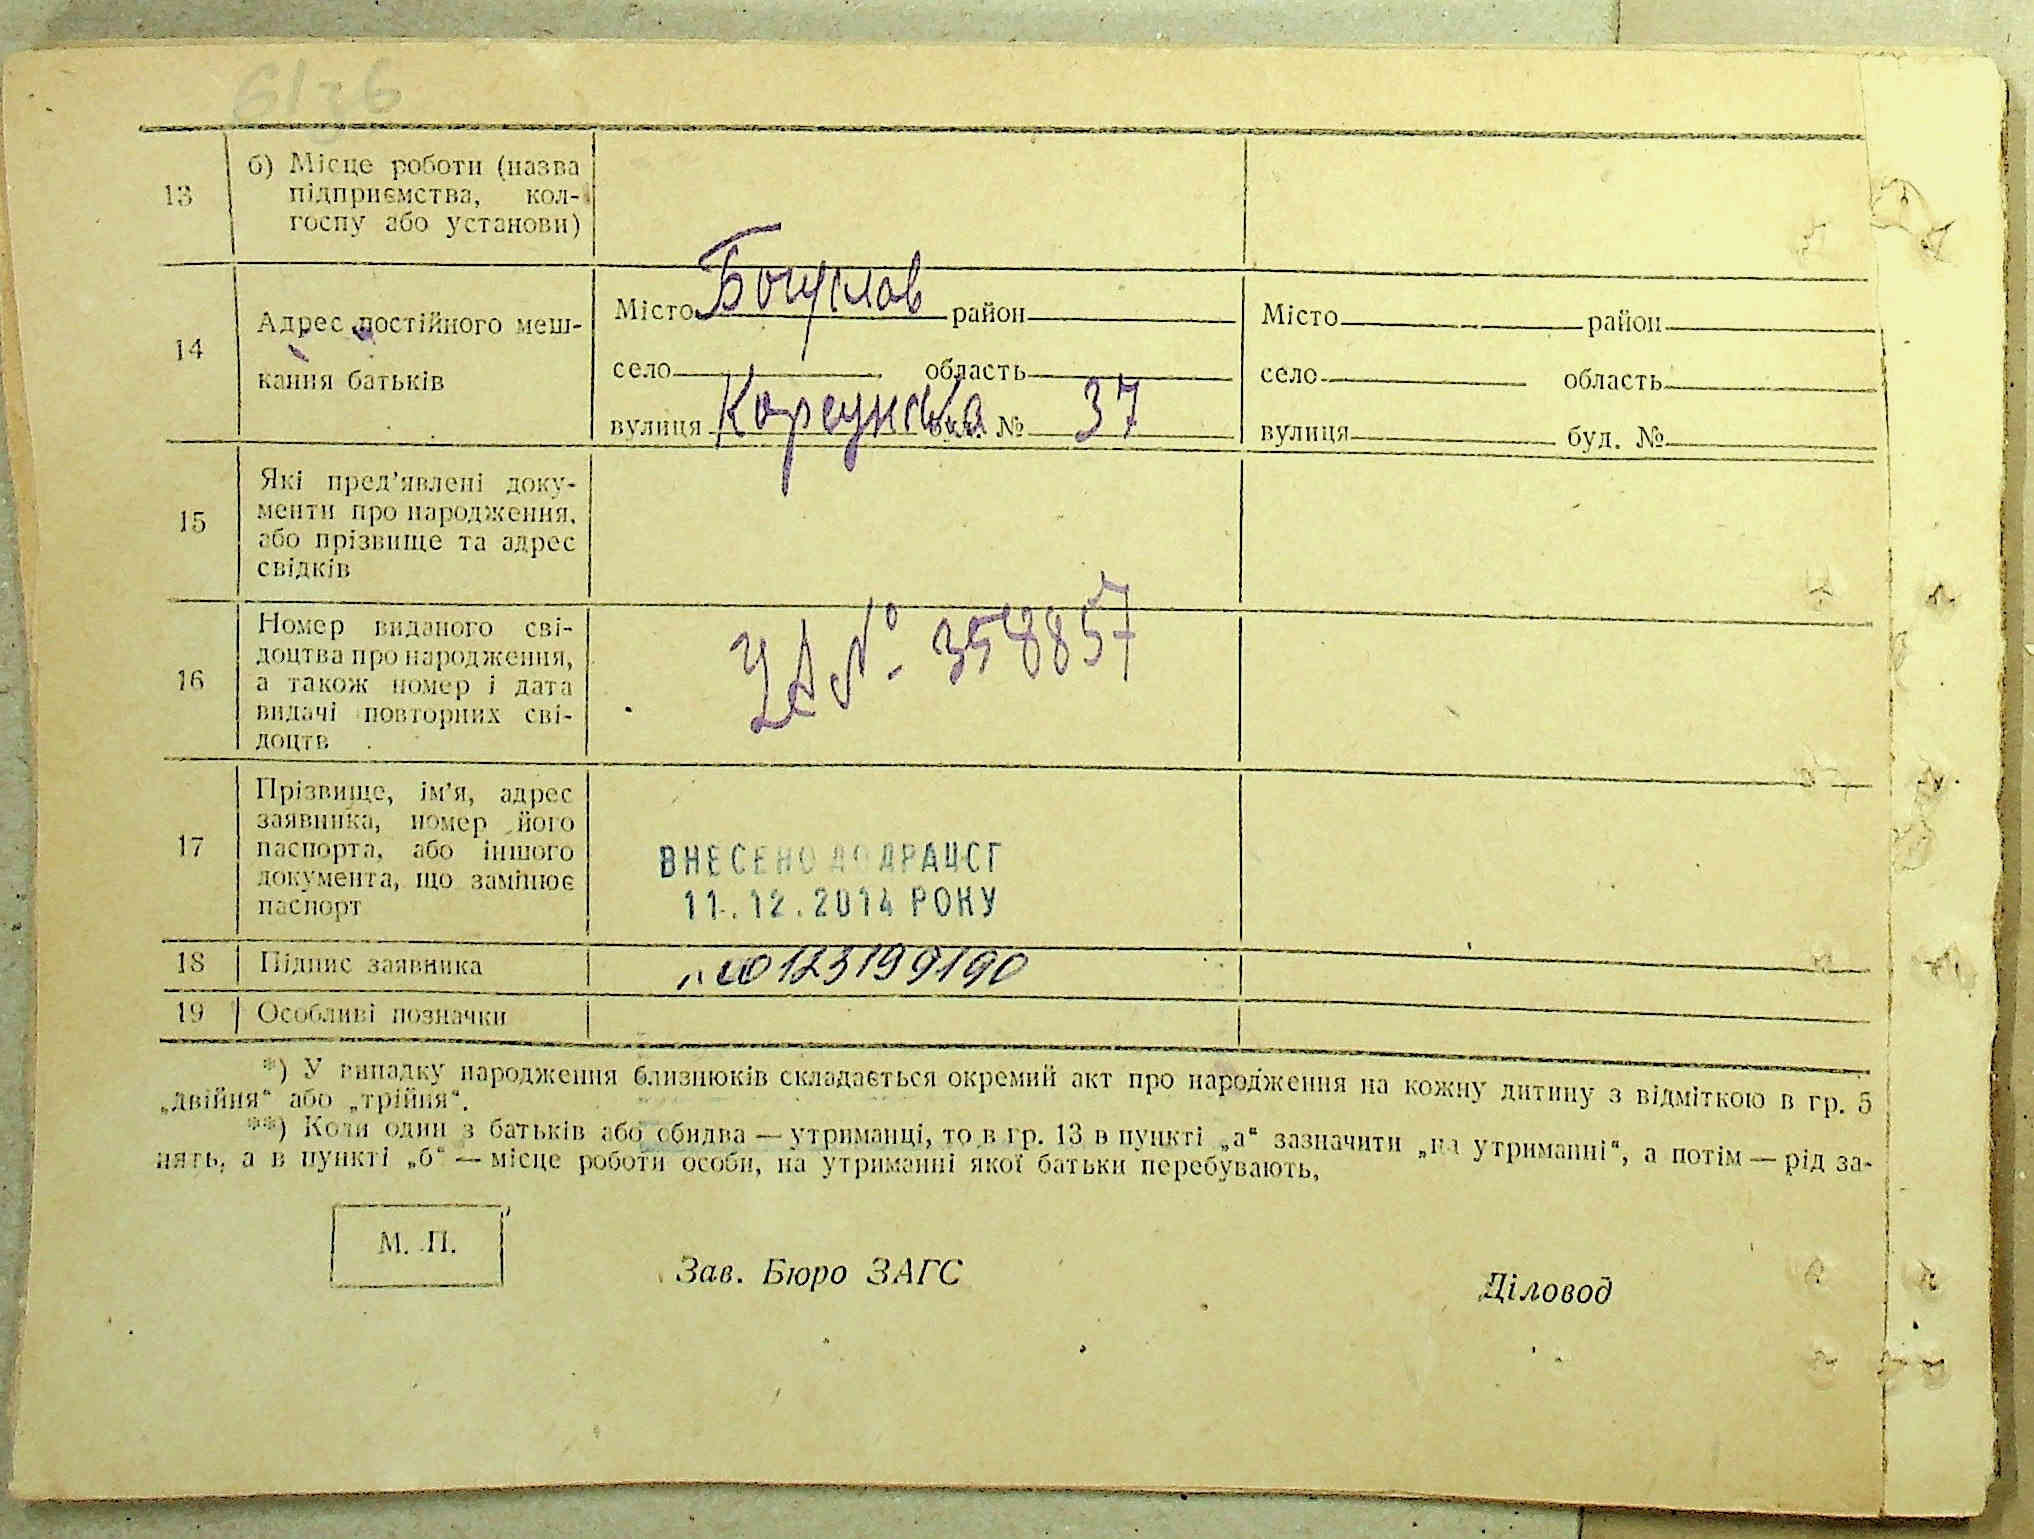 13
б) Місце роботи (назва
підприємства, кол-
госпу або установи)
14
Адрес постійного меш-
кання батьків
Місто Богуслав район
село область
вулиця Корсунська буд. № 37
Місто район
село область
вулиця буд. №
15
Які пред'явлені доку-
менти про народження,
або прізвище та адрес
свідків
16
Номер виданого сві-
доцтва про народження,
а також номер і дата
видачі повторних сві-
доцтв
УА № 358857
17
Прізвище, ім'я, адрес
заявника, номер його
паспорта, або іншого
документа, що замінює
паспорт
ВНЕСЕНО ДО ДРАЦСГ
11.12.2014 РОКУ
18
Підпис заявника
00123199190
19
Особливі позначки
*) У випадку народження близнюків складається окремий акт про народження на кожну дитину з відміткою в гр. 5
„двійня“ або „трійня“.
**) Коли один з батьків або обидва — утриманці, то в гр. 13 в пункті „а“ зазначити „на утриманні“, а потім — рід за-
нять, а в пункті „б“ — місце роботи особи, на утриманні якої батьки перебувають,
М. П.
Зав. Бюро ЗАГС
Діловод